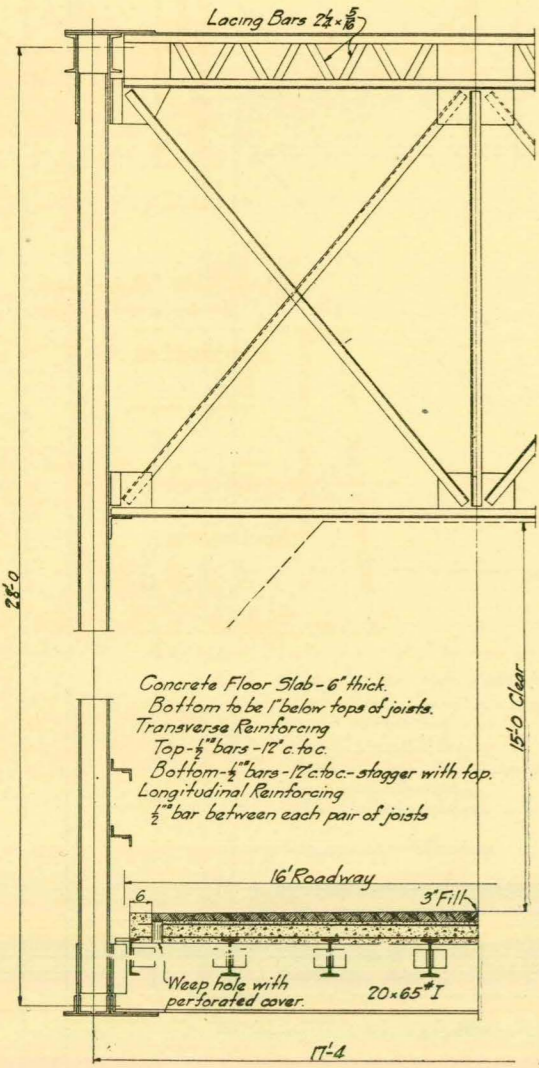 Lacing Bars 2¼ × 5/16
28'-0
Concrete Floor Slab - 6" thick.
Bottom to be 1" below tops of joists.
Transverse Reinforcing
Top - ½"⌀ bars - 12" c. to c.
Bottom - ½"⌀ bars - 12" c. to c. - stagger with top.
Longitudinal Reinforcing
½"⌀ bar between each pair of joists
15'-0 Clear
16' Roadway
6
3" Fill
Weep hole with
perforated cover.
20 × 65# I
17'-4